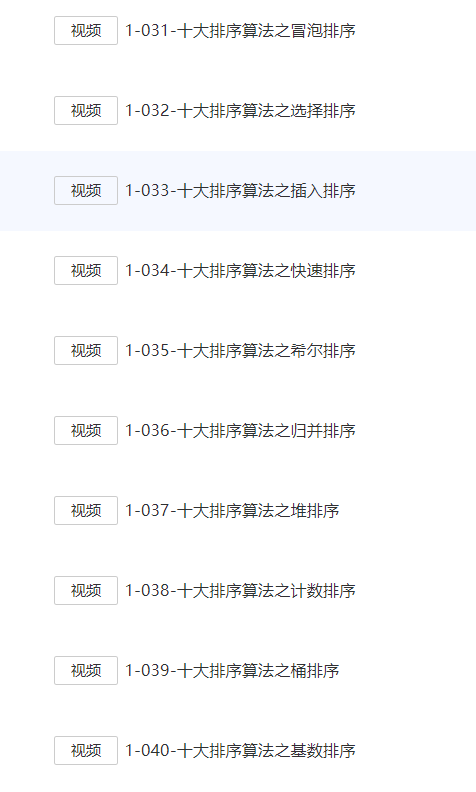 视频 1-031-十大排序算法之冒泡排序
视频 1-032-十大排序算法之选择排序
视频 1-033-十大排序算法之插入排序
视频 1-034-十大排序算法之快速排序
视频 1-035-十大排序算法之希尔排序
视频 1-036-十大排序算法之归并排序
视频 1-037-十大排序算法之堆排序
视频 1-038-十大排序算法之计数排序
视频 1-039-十大排序算法之桶排序
视频 1-040-十大排序算法之基数排序